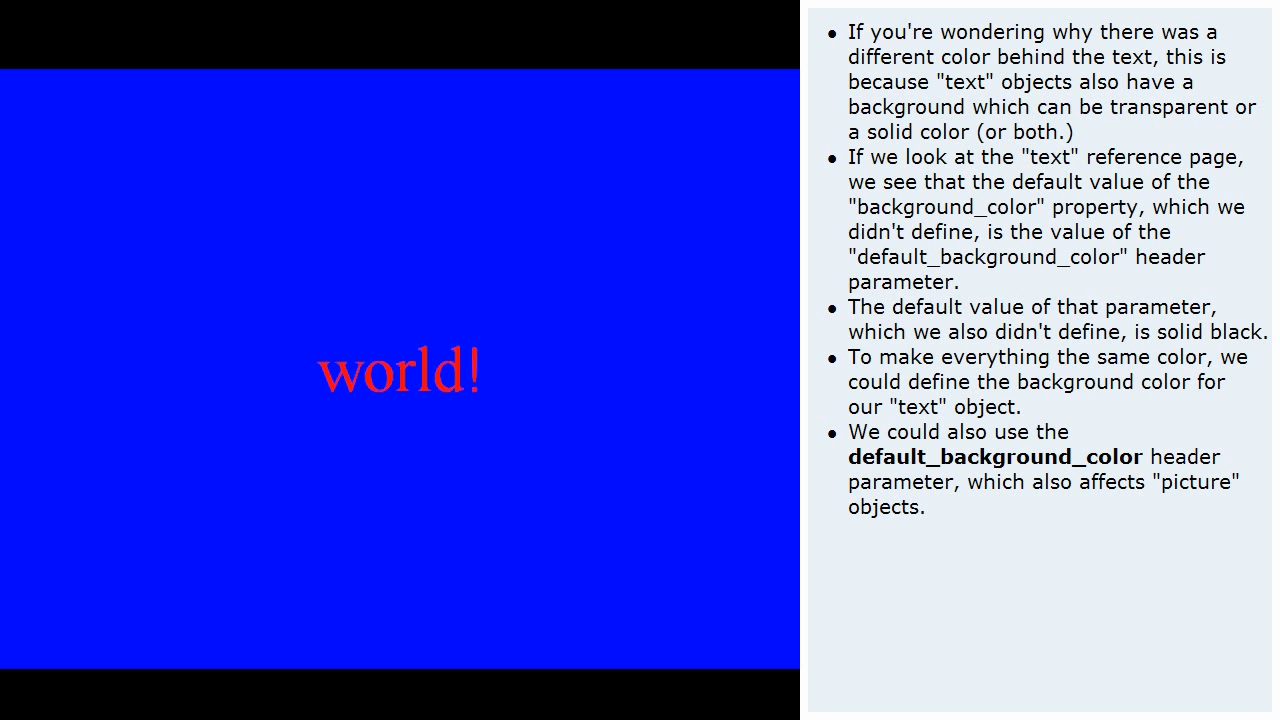 world!
● If you're wondering why there was a
different color behind the text, this is
because "text" objects also have a
background which can be transparent or
a solid color (or both.)
● If we look at the "text" reference page,
we see that the default value of the
"background_color" property, which we
didn't define, is the value of the
"default_background_color" header
parameter.
● The default value of that parameter,
which we also didn't define, is solid black.
● To make everything the same color, we
could define the background color for
our "text" object.
● We could also use the
default_background_color header
parameter, which also affects "picture"
objects.